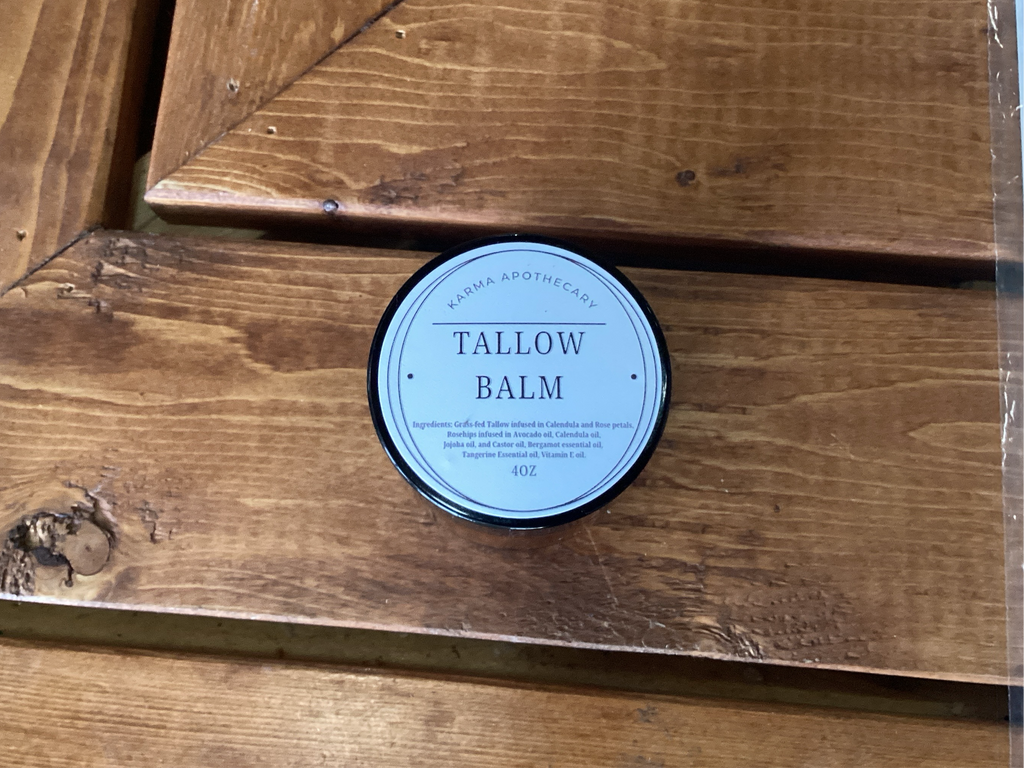 KARMA APOTHECARY
TALLOW
BALM
Ingredients: Grass-fed Tallow infused in Calendula and Rose petals,
Rosehips infused in Avocado oil, Calendula oil,
Jojoba oil, and Castor oil, Bergamot essential oil,
Tangerine Essential oil, Vitamin E oil.
4OZ